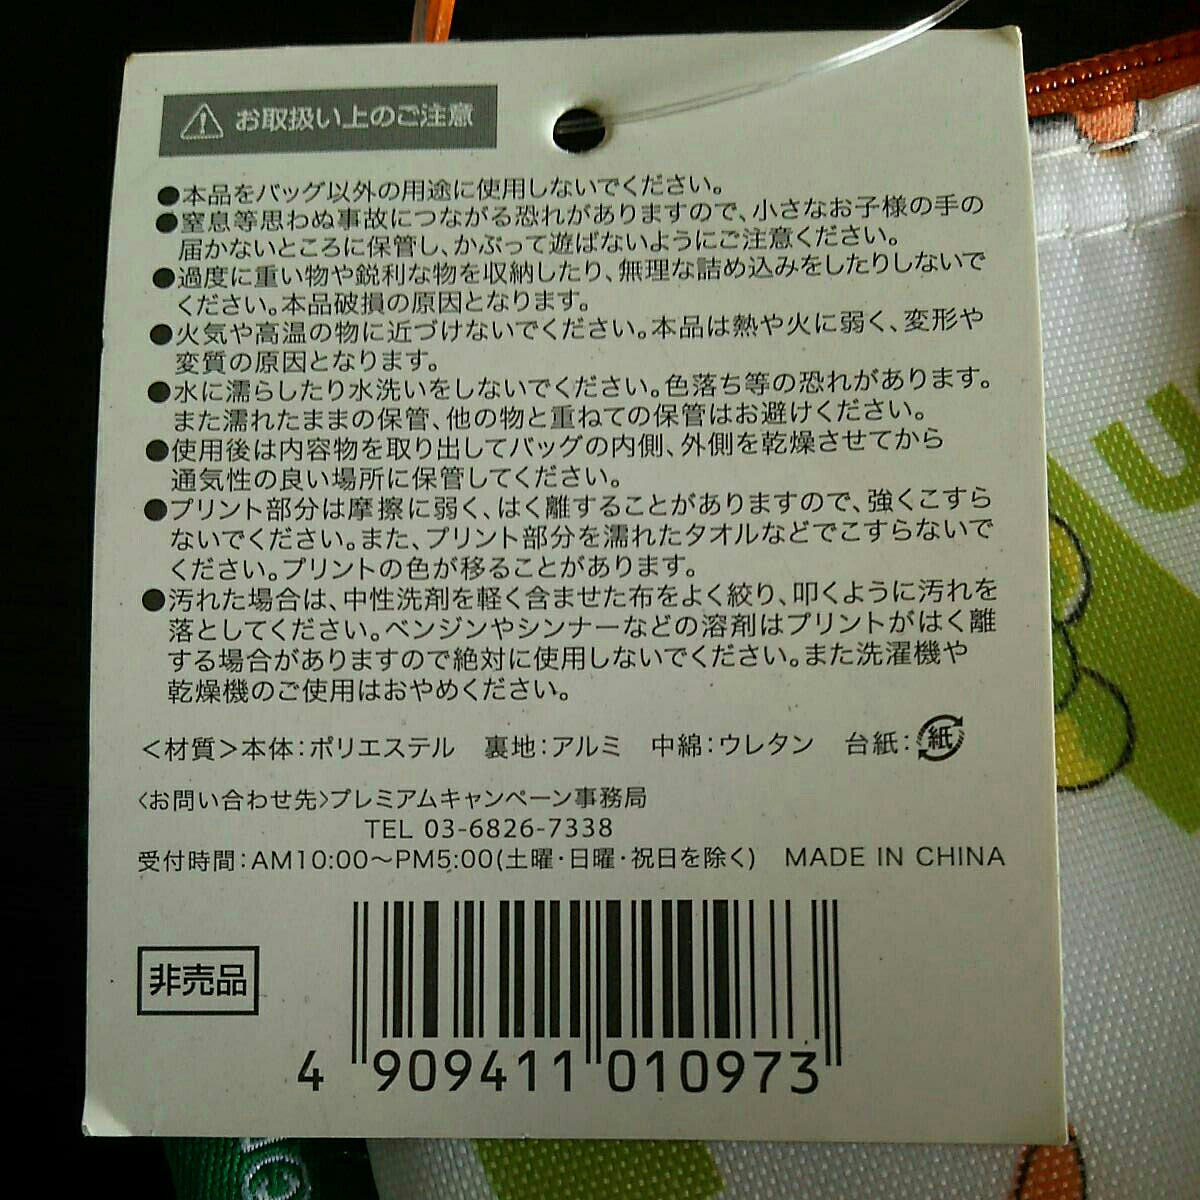 お取扱い上のご注意
●本品をバッグ以外の用途に使用しないでください。
●窒息等思わぬ事故につながる恐れがありますので、小さなお子様の手の
届かないところに保管し、かぶって遊ばないようにご注意ください。
●過度に重い物や鋭利な物を収納したり、無理な詰め込みをしたりしないで
ください。本品破損の原因となります。
●火気や高温の物に近づけないでください。本品は熱や火に弱く、変形や
変質の原因となります。
●水に濡らしたり水洗いをしないでください。色落ち等の恐れがあります。
また濡れたままの保管、他の物と重ねての保管はお避けください。
●使用後は内容物を取り出してバッグの内側、外側を乾燥させてから
通気性の良い場所に保管してください。
●プリント部分は摩擦に弱く、はく離することがありますので、強くこすら
ないでください。また、プリント部分を濡れたタオルなどでこすらないで
ください。プリントの色が移ることがあります。
●汚れた場合は、中性洗剤を軽く含ませた布をよく絞り、叩くように汚れを
落としてください。ベンジンやシンナーなどの溶剤はプリントがはく離
する場合がありますので絶対に使用しないでください。また洗濯機や
乾燥機のご使用はおやめください。
＜材質＞本体：ポリエステル 裏地：アルミ 中綿：ウレタン 台紙：紙
〈お問い合わせ先〉プレミアムキャンペーン事務局
TEL 03-6826-7338
受付時間：AM10:00～PM5:00(土曜・日曜・祝日を除く) MADE IN CHINA
非売品
4 909411 010973